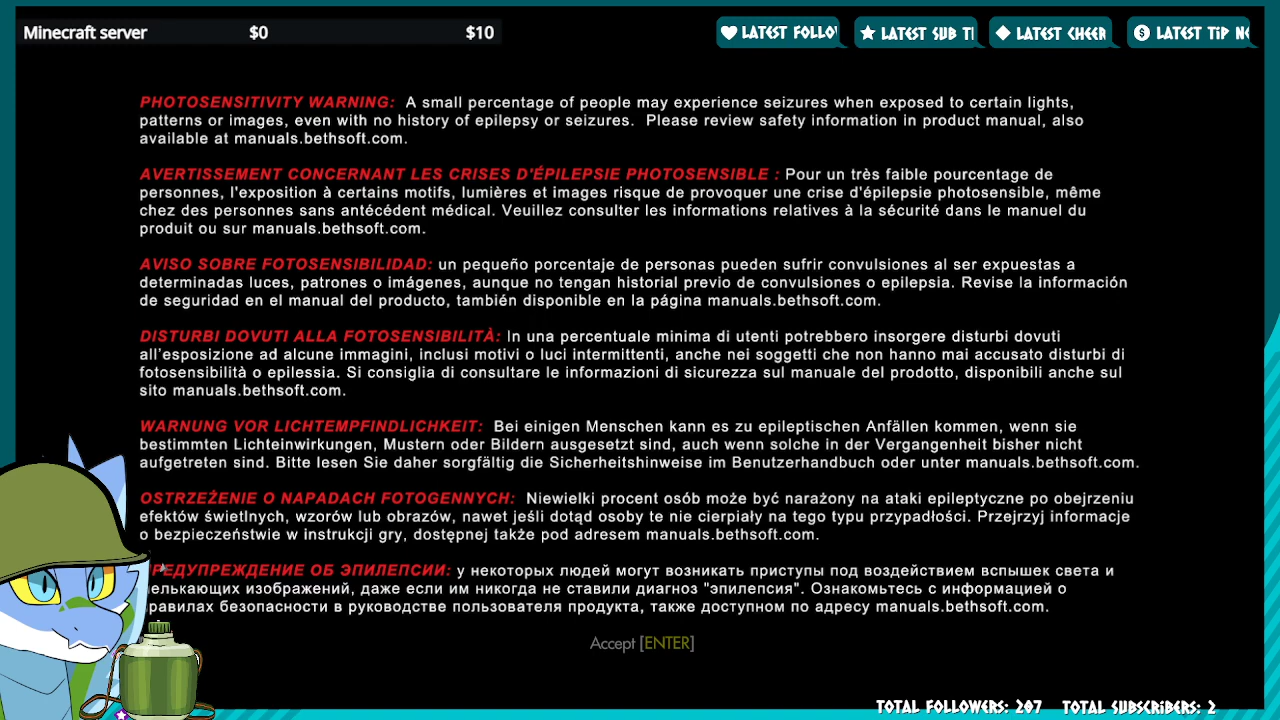 Minecraft server $0 $10
LATEST FOLLO
LATEST SUB
LATEST CHEER
LATEST TIP
PHOTOSENSITIVITY WARNING: A small percentage of people may experience seizures when exposed to certain lights,
patterns or images, even with no history of epilepsy or seizures. Please review safety information in product manual, also
available at manuals.bethsoft.com.
AVERTISSEMENT CONCERNANT LES CRISES D'ÉPILEPSIE PHOTOSENSIBLE : Pour un très faible pourcentage de
personnes, l'exposition à certains motifs, lumières et images risque de provoquer une crise d'épilepsie photosensible, même
chez des personnes sans antécédent médical. Veuillez consulter les informations relatives à la sécurité dans le manuel du
produit ou sur manuals.bethsoft.com.
AVISO SOBRE FOTOSENSIBILIDAD: un pequeño porcentaje de personas pueden sufrir convulsiones al ser expuestas a
determinadas luces, patrones o imágenes, aunque no tengan historial previo de convulsiones o epilepsia. Revise la información
de seguridad en el manual del producto, también disponible en la página manuals.bethsoft.com.
DISTURBI DOVUTI ALLA FOTOSENSIBILITÀ: In una percentuale minima di utenti potrebbero insorgere disturbi dovuti
all'esposizione ad alcune immagini, inclusi motivi o luci intermittenti, anche nei soggetti che non hanno mai accusato disturbi di
fotosensibilità o epilessia. Si consiglia di consultare le informazioni di sicurezza sul manuale del prodotto, disponibili anche sul
sito manuals.bethsoft.com.
WARNUNG VOR LICHTEMPFINDLICHKEIT: Bei einigen Menschen kann es zu epileptischen Anfällen kommen, wenn sie
bestimmten Lichteinwirkungen, Mustern oder Bildern ausgesetzt sind, auch wenn solche in der Vergangenheit bisher nicht
aufgetreten sind. Bitte lesen Sie daher sorgfältig die Sicherheitshinweise im Benutzerhandbuch oder unter manuals.bethsoft.com.
OSTRZEŻENIE O NAPADACH FOTOGENNYCH: Niewielki procent osób może być narażony na ataki epileptyczne po obejrzeniu
efektów świetlnych, wzorów lub obrazów, nawet jeśli dotąd osoby te nie cierpiały na tego typu przypadłości. Przejrzyj informacje
o bezpieczeństwie w instrukcji gry, dostępnej także pod adresem manuals.bethsoft.com.
РЕДУПРЕЖДЕНИЕ ОБ ЭПИЛЕПСИИ: у некоторых людей могут возникать приступы под воздействием вспышек света и
мелькающих изображений, даже если им никогда не ставили диагноз "эпилепсия". Ознакомьтесь с информацией о
правилах безопасности в руководстве пользователя продукта, также доступном по адресу manuals.bethsoft.com.
Accept [ENTER]
TOTAL FOLLOWERS: 207 TOTAL SUBSCRIBERS: 2